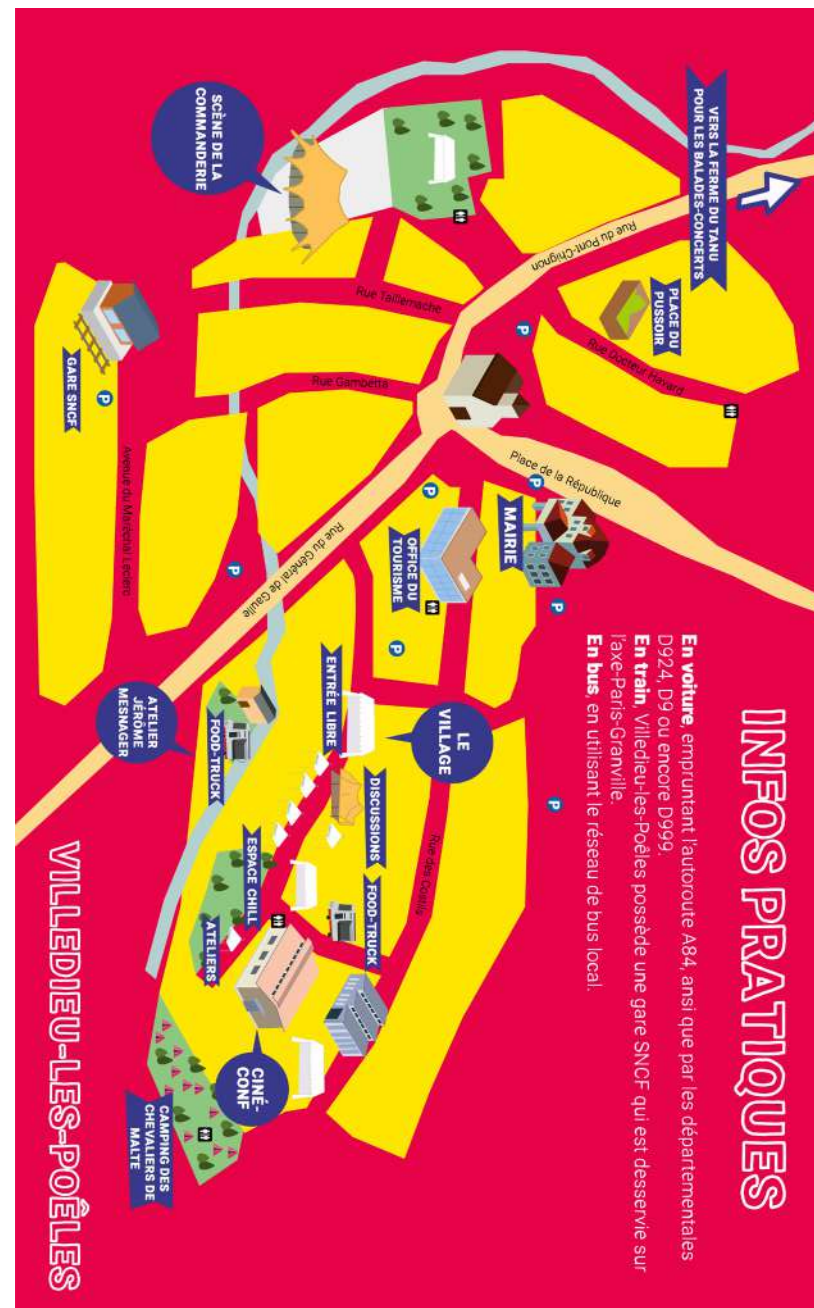 INFOS PRATIQUES
En voiture, empruntant l'autoroute A84, ansi que par les départementales
D924, D9 ou encore D999.
En train, Villedieu-les-Poêles possède une gare SNCF qui est desservie sur
l'axe-Paris-Granville.
En bus, en utilisant le réseau de bus local.
VERS LA FERME DU TANU
POUR LES BALADES-CONCERTS
Rue du Pont-Chignon
PLACE DU
PUSSOIR
Rue Docteur Havard
P
Place de la République
P
MAIRIE
P
P
OFFICE DU
TOURISME
P
P
SCÈNE DE LA
COMMANDERIE
Rue Taillemache
Rue Gambetta
GARE SNCF
P
Avenue du Maréchal Leclerc
P
Rue du Général de Gaulle
ATELIER
JÉRÔME
MESNAGER
FOOD-TRUCK
ENTRÉE LIBRE
LE
VILLAGE
DISCUSSIONS
Rue des Costils
FOOD-TRUCK
ESPACE CHILL
ATELIERS
CINÉ-
CONF
CAMPING DES
CHEVALIERS DE
MALTE
VILLEDIEU-LES-POÊLES